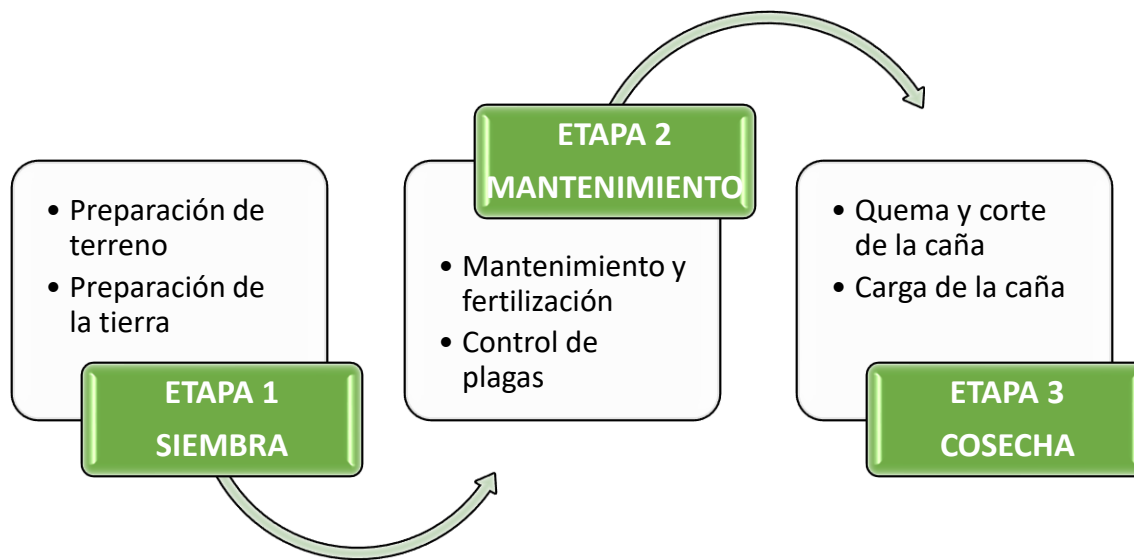 • Preparación de
terreno
• Preparación de
la tierra
ETAPA 1
SIEMBRA
ETAPA 2
MANTENIMIENTO
• Mantenimiento y
fertilización
• Control de
plagas
• Quema y corte
de la caña
• Carga de la caña
ETAPA 3
COSECHA